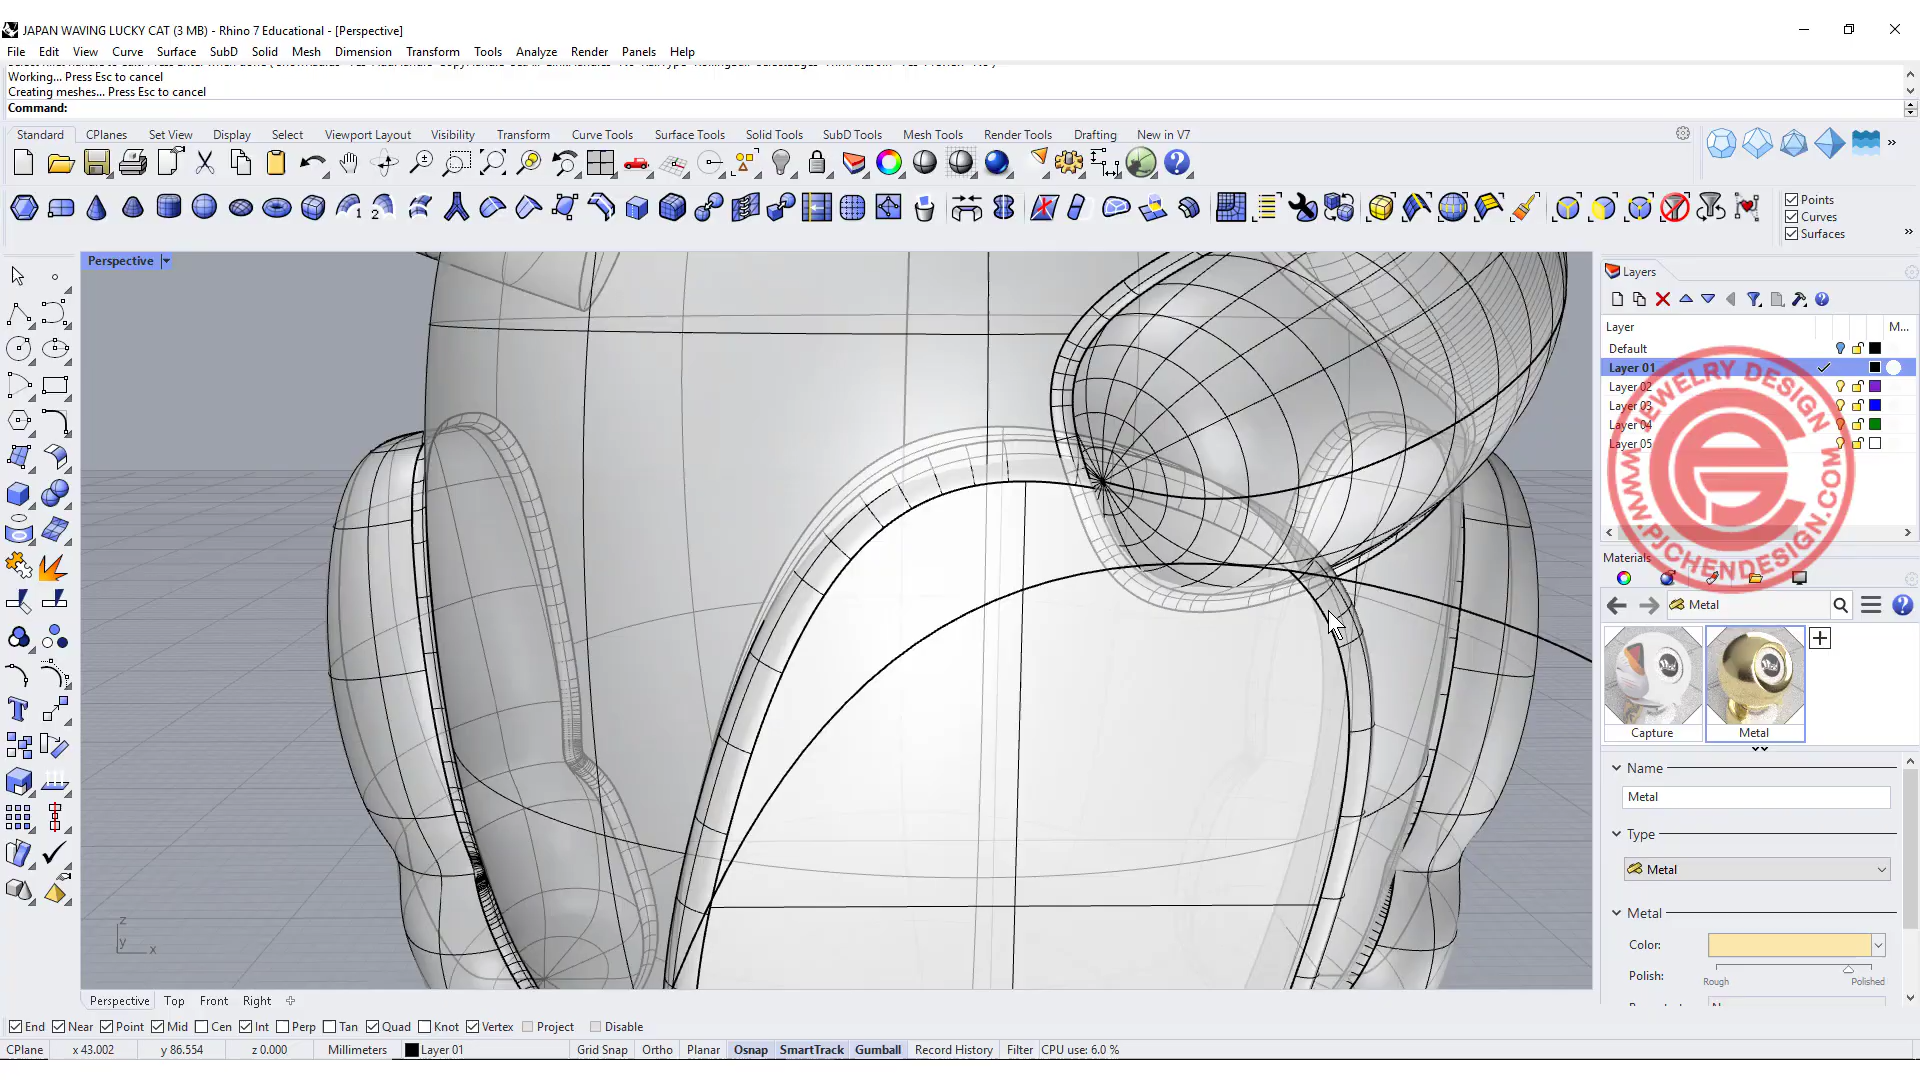 JAPAN WAVING LUCKY CAT (3 MB) - Rhino 7 Educational - [Perspective]
File Edit View Curve Surface SubD Solid Mesh Dimension Transform Tools Analyze Render Panels Help
Working... Press Esc to cancel
Creating meshes... Press Esc to cancel
Command:
Standard CPlanes Set View Display Select Viewport Layout Visibility Transform Curve Tools Surface Tools Solid Tools SubD Tools Mesh Tools Render Tools Drafting New in V7
Points
Curves
Surfaces
Perspective
Layers
Layer M...
Default
Layer 01
Layer 02
Layer 03
Layer 04
Layer 05
JEWELRY DESIGN
WWW.PJCHENDESIGN.COM
Materials
Metal
Capture Metal
Name
Metal
Type
Metal
Metal
Color:
Polish:
Rough Polished
z
y x
Perspective Top Front Right
End Near Point Mid Cen Int Perp Tan Quad Knot Vertex Project Disable
CPlane x 43.002 y 86.554 z 0.000 Millimeters Layer 01 Grid Snap Ortho Planar Osnap SmartTrack Gumball Record History Filter CPU use: 6.0 %